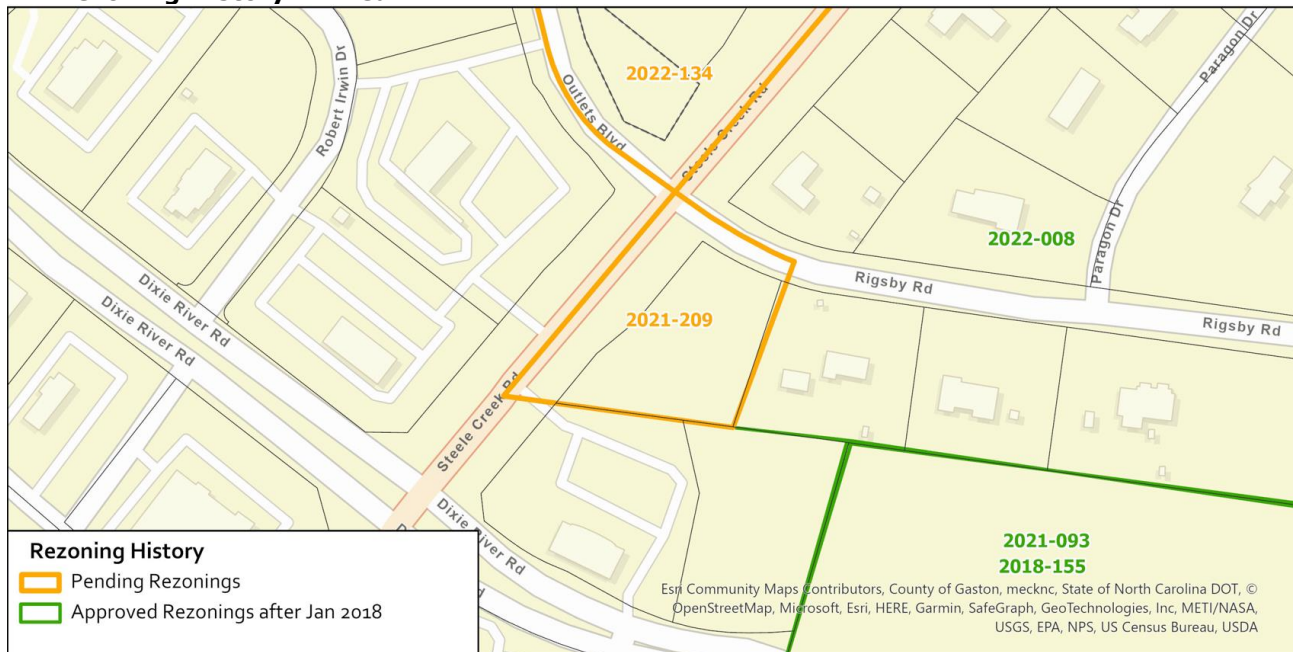 Paragon Dr
2022-134
Robert Irwin Dr
Outlets Blvd
Steele Creek Rd
Paragon Dr
2022-008
Dixie River Rd
Rigsby Rd
Dixie River Rd
2021-209
Rigsby Rd
Steele Creek Rd
Dixie River Rd
2021-093
2018-155
Rezoning History
Pending Rezonings
Approved Rezonings after Jan 2018
Esri Community Maps Contributors, County of Gaston, mecknc, State of North Carolina DOT, ©
OpenStreetMap, Microsoft, Esri, HERE, Garmin, SafeGraph, GeoTechnologies, Inc, METI/NASA,
USGS, EPA, NPS, US Census Bureau, USDA